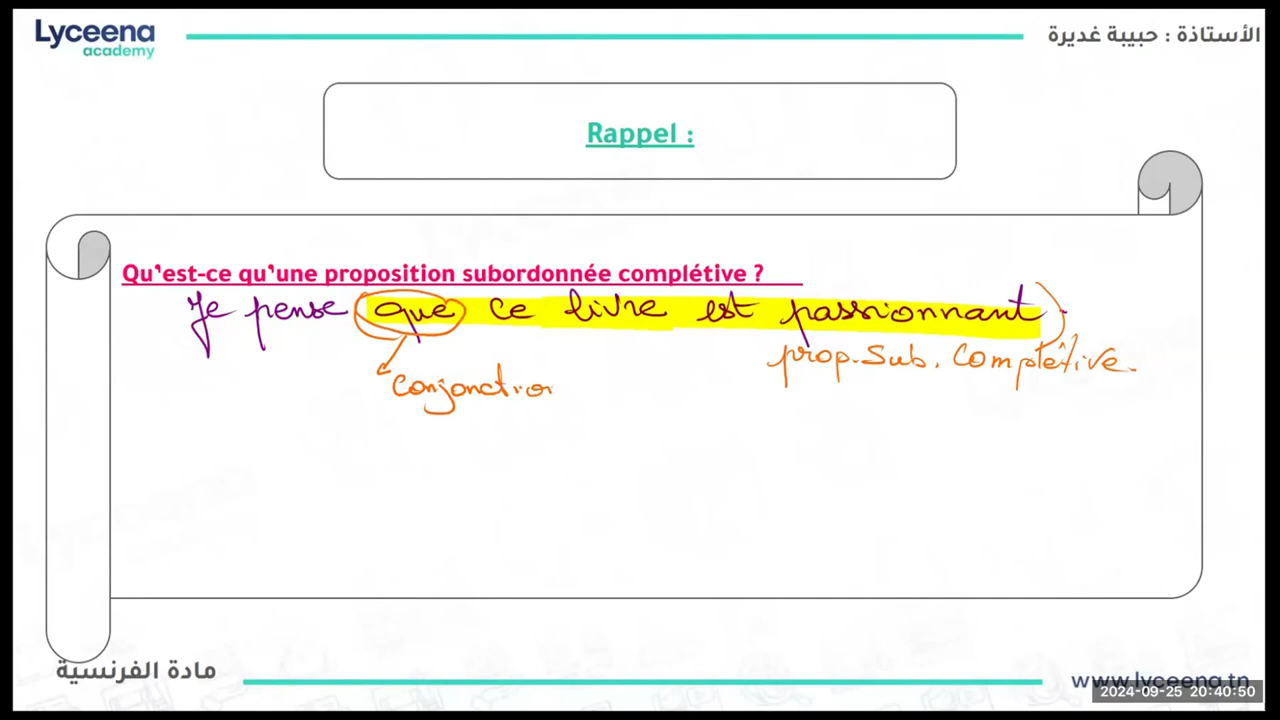 Lyceena
academy
الأستاذة : حبيبة غديرة
Rappel :
Qu'est-ce qu'une proposition subordonnée complétive ?
Je pense que ce livre est passionnant.
prop. Sub. Complétive.
Conjonction
مادة الفرنسية
www.lyceena.tn
2024-09-25 20:40:50